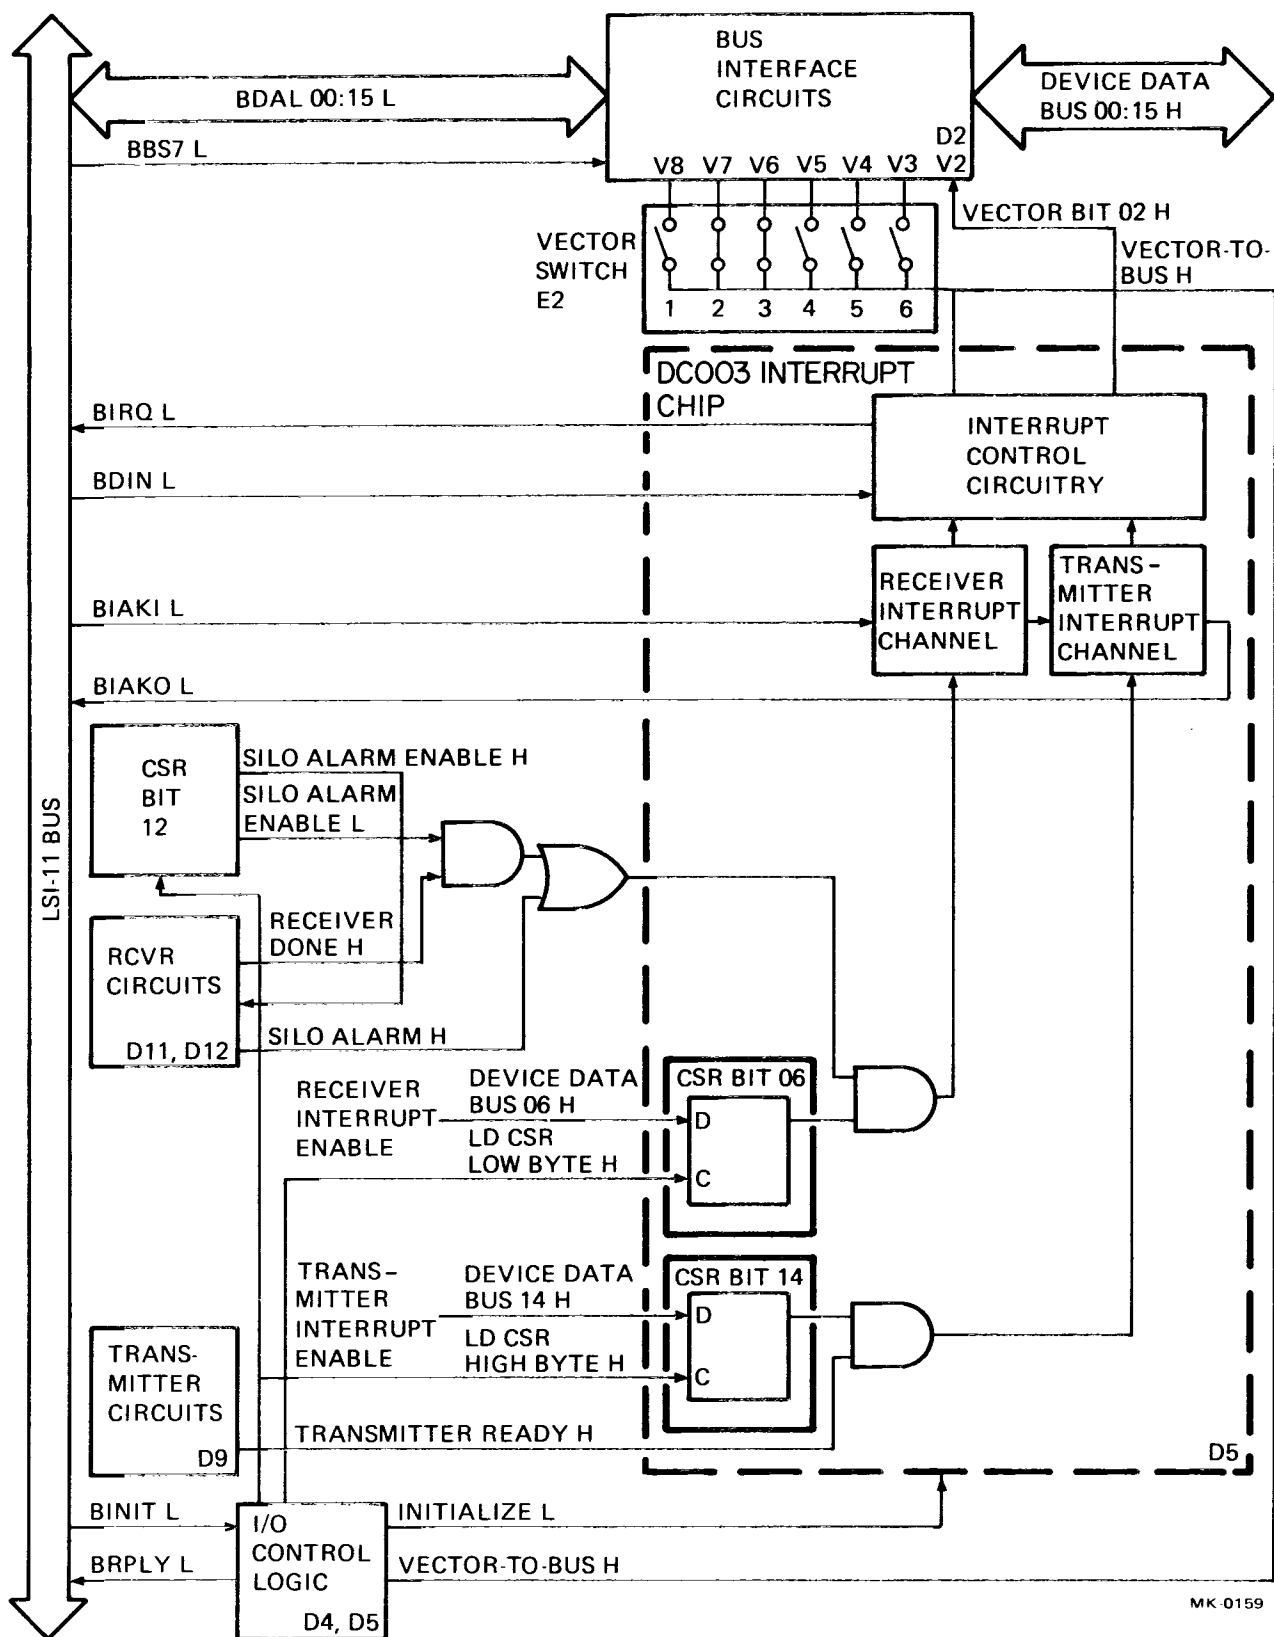 BUS
INTERFACE
CIRCUITS
D2
BDAL 00:15 L
DEVICE DATA
BUS 00:15 H
BBS7 L
V8 V7 V6 V5 V4 V3 V2
VECTOR BIT 02 H
VECTOR
SWITCH
E2
VECTOR-TO-
BUS H
1 2 3 4 5 6
DC003 INTERRUPT
CHIP
BIRQ L
INTERRUPT
CONTROL
CIRCUITRY
BDIN L
RECEIVER
INTERRUPT
CHANNEL
TRANS-
MITTER
INTERRUPT
CHANNEL
BIAKI L
BIAKO L
LSI-11 BUS
CSR
BIT
12
SILO ALARM ENABLE H
SILO ALARM
ENABLE L
RECEIVER
DONE H
RCVR
CIRCUITS
D11, D12
SILO ALARM H
RECEIVER
INTERRUPT
ENABLE
DEVICE DATA
BUS 06 H
LD CSR
LOW BYTE H
CSR BIT 06
D
C
TRANS-
MITTER
INTERRUPT
ENABLE
DEVICE DATA
BUS 14 H
LD CSR
HIGH BYTE H
CSR BIT 14
D
C
TRANS-
MITTER
CIRCUITS
D9
TRANSMITTER READY H
D5
BINIT L
BRPLY L
I/O
CONTROL
LOGIC
D4, D5
INITIALIZE L
VECTOR-TO-BUS H
MK-0159